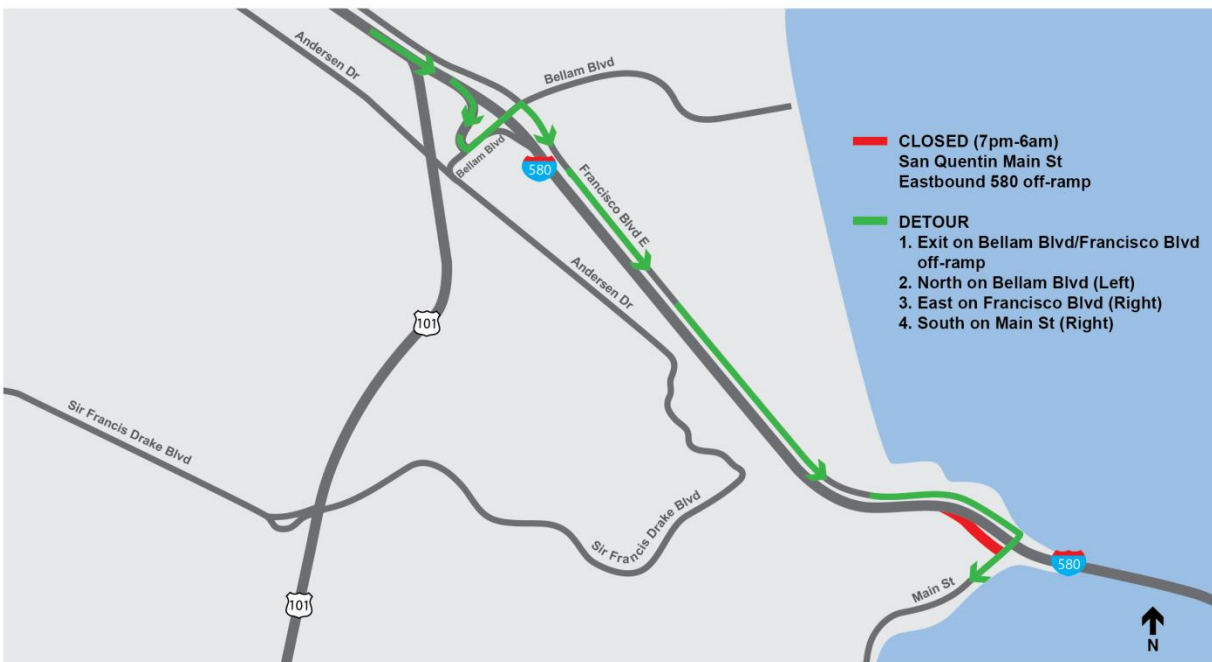 Andersen Dr
Bellam Blvd
Bellam Blvd
580
Francisco Blvd E
Andersen Dr
101
Sir Francis Drake Blvd
Sir Francis Drake Blvd
101
Main St
580
CLOSED (7pm-6am)
San Quentin Main St
Eastbound 580 off-ramp
DETOUR
1. Exit on Bellam Blvd/Francisco Blvd
off-ramp
2. North on Bellam Blvd (Left)
3. East on Francisco Blvd (Right)
4. South on Main St (Right)
N